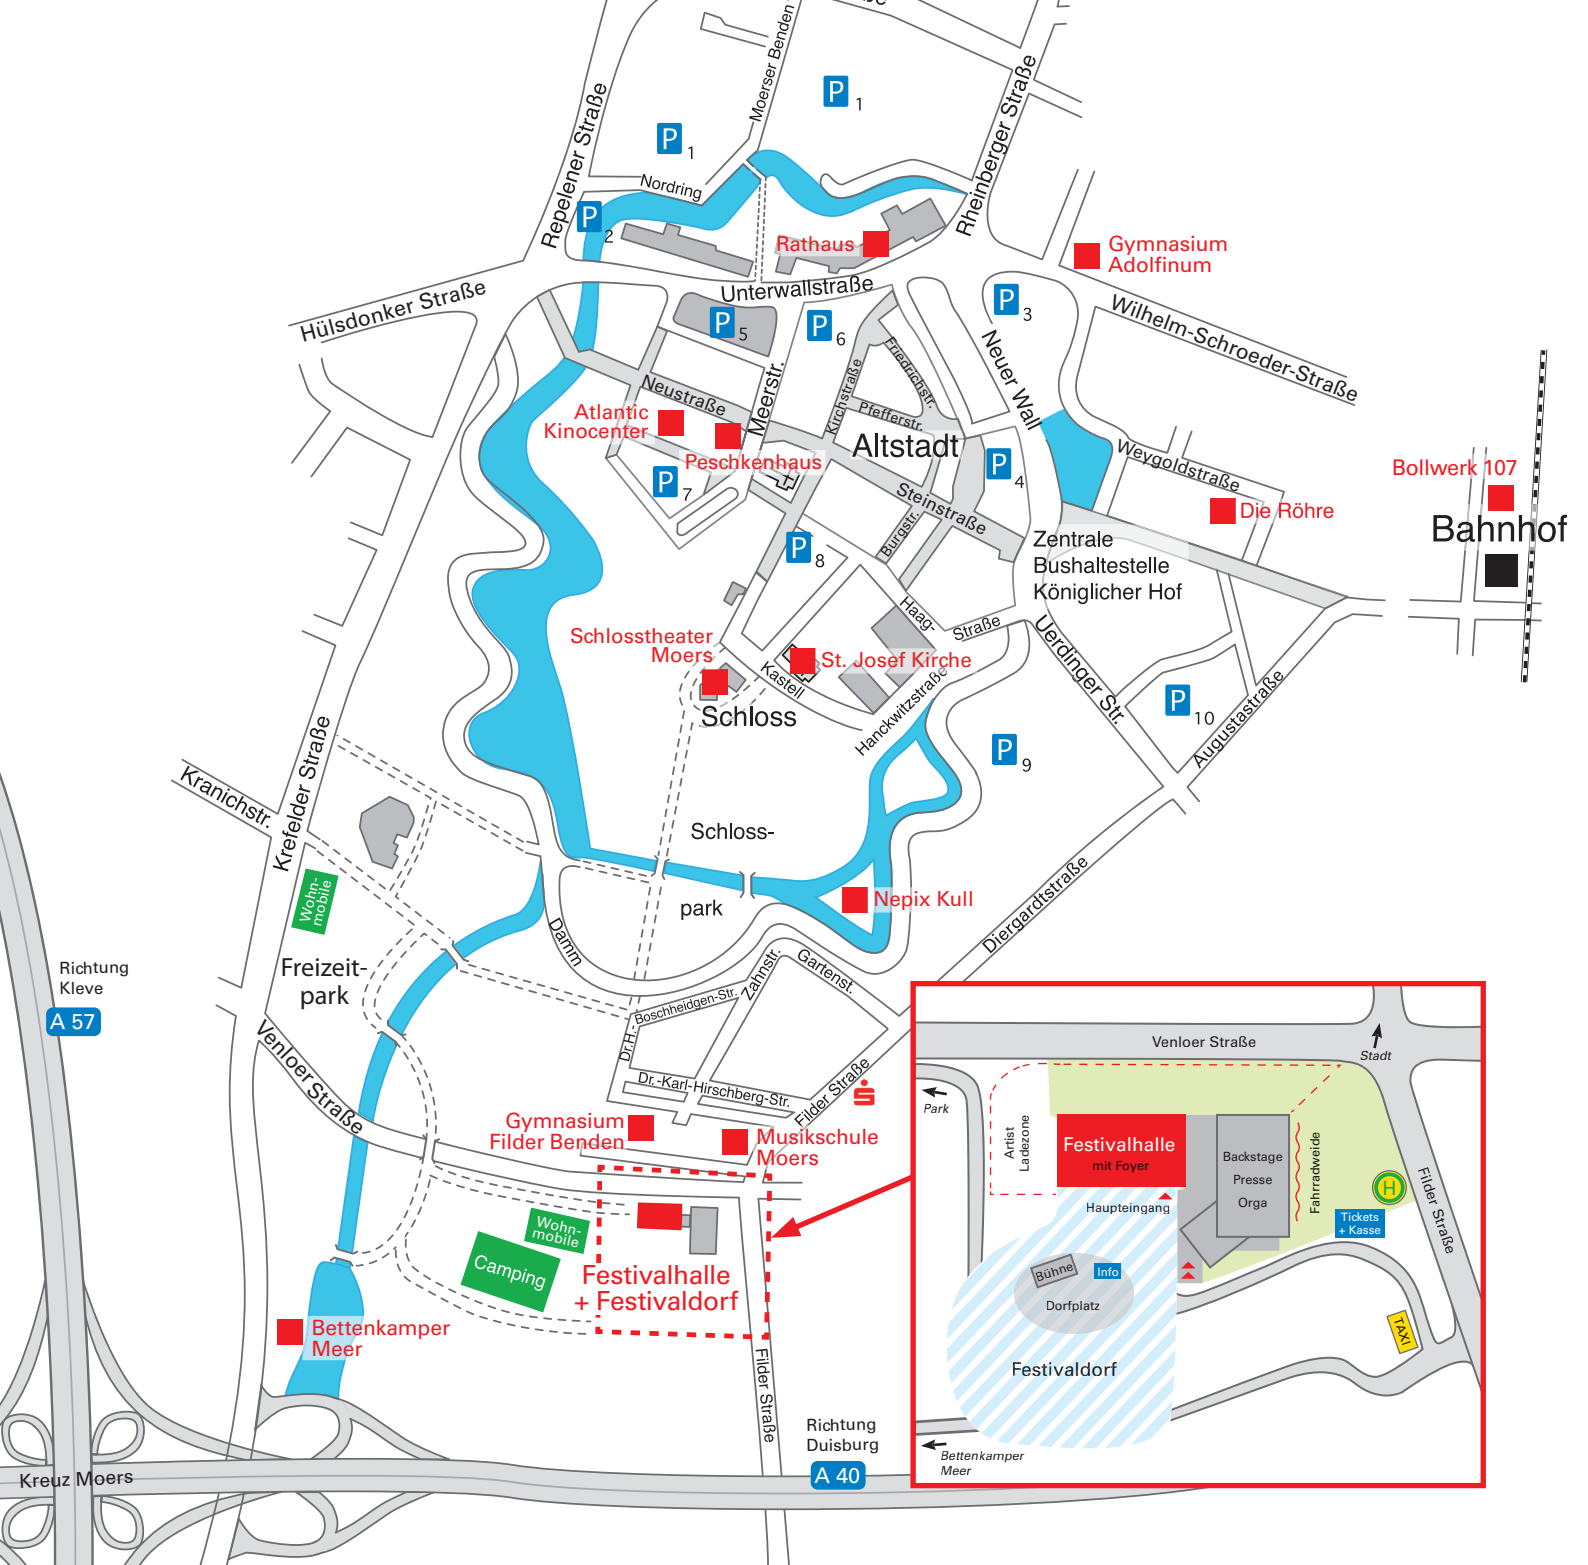 Moerser Benden
Repelener Straße
Rheinberger Straße
P 1
P 1
Nordring
P 2
Rathaus
Gymnasium
Adolfinum
Unterwallstraße
Hülsdonker Straße
P 3
Wilhelm-Schroeder-Straße
P 5
P 6
Neuer Wall
Friedrichstr.
Kirchstraße
Meerstr.
Neustraße
Pfefferstr.
Atlantic
Kinocenter
Altstadt
Peschkenhaus
P 7
P 4
Weygoldstraße
Bollwerk 107
Die Röhre
Bahnhof
Steinstraße
Burgstr.
P 8
Zentrale
Bushaltestelle
Königlicher Hof
Haag-
Straße
Uerdinger Str.
Schlosstheater
Moers
St. Josef Kirche
Kastell
Schloss
Hanckwitzstraße
P 10
Augustastraße
P 9
Krefelder Straße
Kranichstr.
Schloss-
park
Wohn-
mobile
Nepix Kull
Diergardtstraße
Damm
Freizeit-
park
Richtung
Kleve
A 57
Zahnstr.
Gartenst.
Dr.H.-
Boschheidgen-Str.
Venloer Straße
Dr.-Karl-Hirschberg-Str.
Filder Straße
Gymnasium
Filder Benden
Musikschule
Moers
Wohn-
mobile
Camping
Festivalhalle
+ Festivaldorf
Bettenkamper
Meer
Filder Straße
Richtung
Duisburg
A 40
Kreuz Moers
Venloer Straße
Stadt
Park
Artist
Ladezone
Festivalhalle
mit Foyer
Backstage
Presse
Orga
Fahrradweide
H
Haupteingang
Tickets
+ Kasse
Filder Straße
Bühne
Info
Dorfplatz
TAXI
Festivaldorf
Bettenkamper
Meer